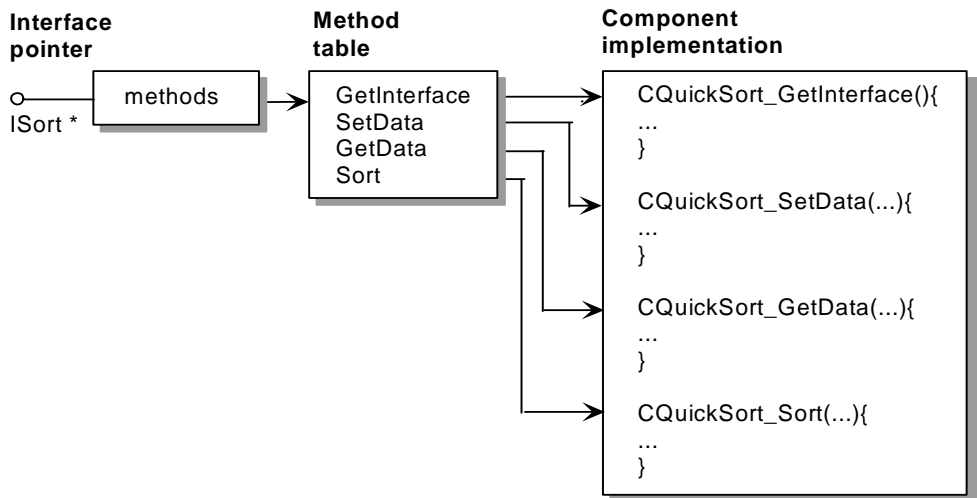 Interface
pointer
ISort *
methods
Method
table
GetInterface
SetData
GetData
Sort
Component
implementation
CQuickSort_GetInterface(){
...
}
CQuickSort_SetData(...){
...
}
CQuickSort_GetData(...){
...
}
CQuickSort_Sort(...){
...
}